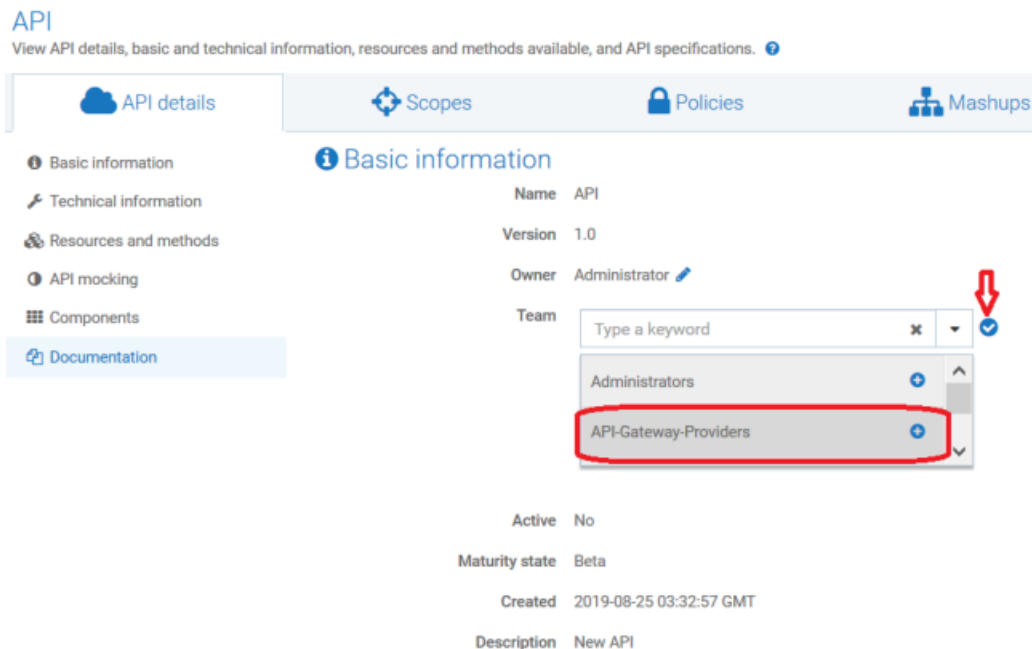 API
View API details, basic and technical information, resources and methods available, and API specifications.
API details
Scopes
Policies
Mashups
Basic information
Technical information
Resources and methods
API mocking
Components
Documentation
Basic information
Name API
Version 1.0
Owner Administrator
Team
Type a keyword
Administrators
API-Gateway-Providers
Active No
Maturity state Beta
Created 2019-08-25 03:32:57 GMT
Description New API